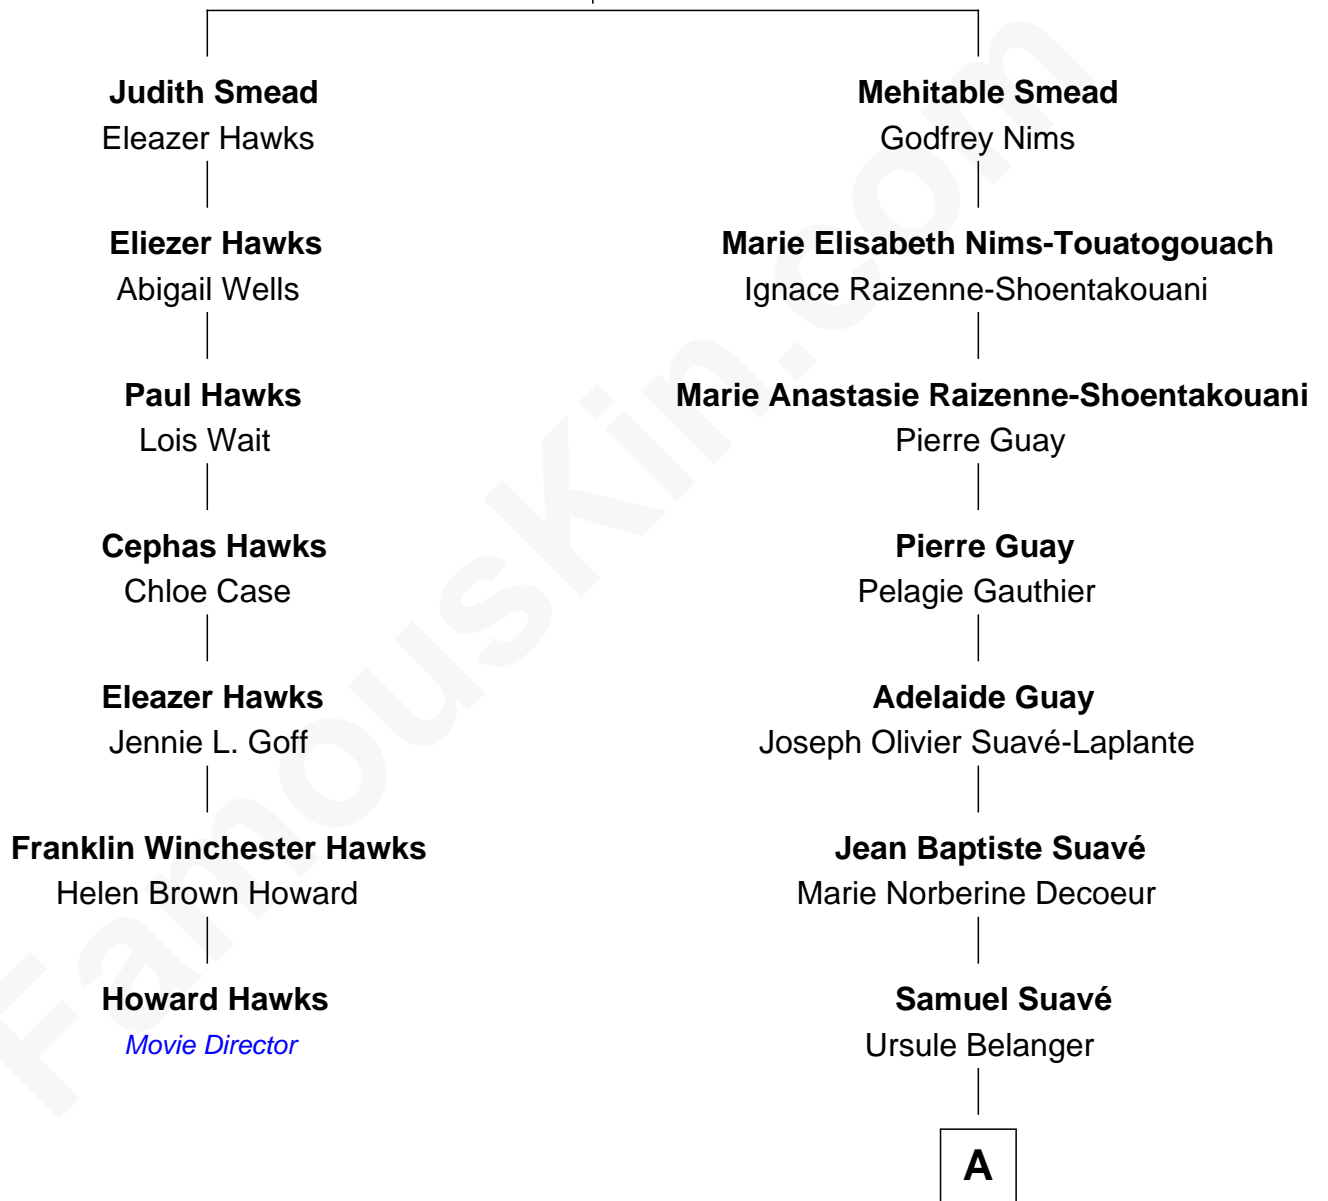 Judith Smead
Eleazer Hawks
Eliezer Hawks
Abigail Wells
Paul Hawks
Lois Wait
Cephas Hawks
Chloe Case
Eleazer Hawks
Jennie L. Goff
Franklin Winchester Hawks
Helen Brown Howard
Howard Hawks
Movie Director
Mehitable Smead
Godfrey Nims
Marie Elisabeth Nims-Touatogouach
Ignace Raizenne-Shoentakouani
Marie Anastasie Raizenne-Shoentakouani
Pierre Guay
Pierre Guay
Pelagie Gauthier
Adelaide Guay
Joseph Olivier Suavé-Laplante
Jean Baptiste Suavé
Marie Norberine Decoeur
Samuel Suavé
Ursule Belanger
A
FamousKin.com